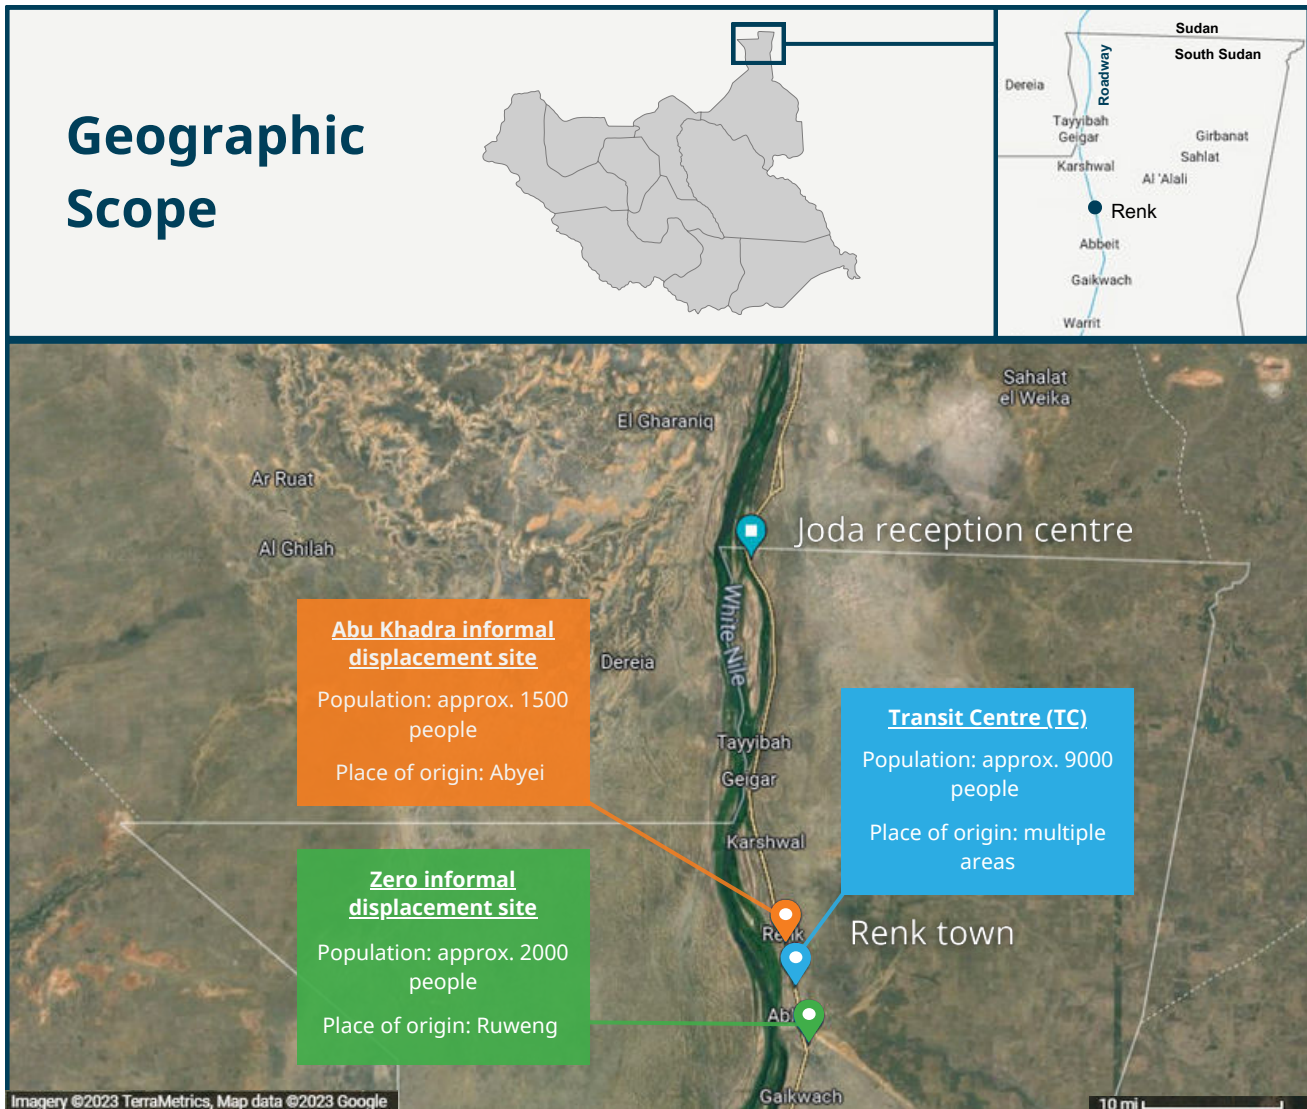 Geographic
Scope
Sudan
South Sudan
Roadway
Dereia
Tayyibah
Geigar
Girbanat
Sahlat
Karshwal
Al 'Alali
Renk
Abbeit
Gaikwach
Warrit
Sahalat
el Weika
El Gharaniq
Ar Ruat
Al Ghilah
Joda reception centre
White Nile
Abu Khadra informal
displacement site
Population: approx. 1500
people
Place of origin: Abyei
Dereia
Transit Centre (TC)
Population: approx. 9000
people
Place of origin: multiple
areas
Tayyibah
Geigar
Karshwal
Zero informal
displacement site
Population: approx. 2000
people
Place of origin: Ruweng
Renk
Renk town
Gaikwach
Imagery ©2023 TerraMetrics, Map data ©2023 Google
10 mi